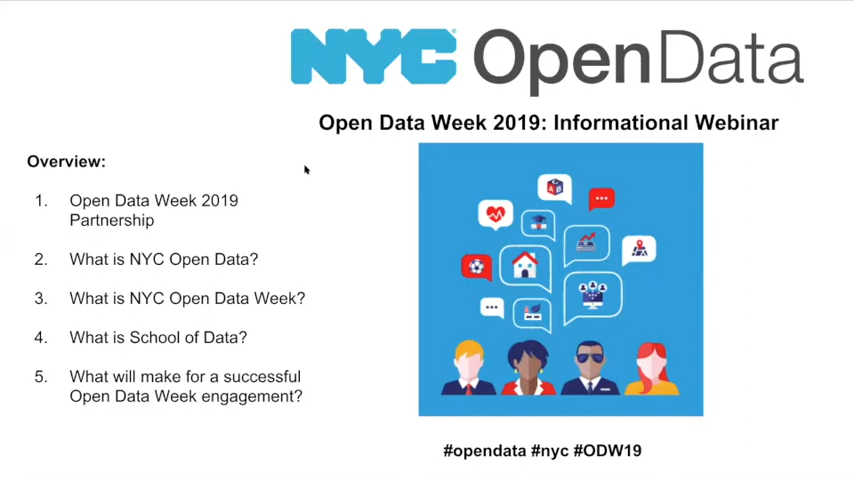 NYC OpenData
Open Data Week 2019: Informational Webinar
Overview:
1. Open Data Week 2019
Partnership
2. What is NYC Open Data?
3. What is NYC Open Data Week?
4. What is School of Data?
5. What will make for a successful
Open Data Week engagement?
#opendata #nyc #ODW19